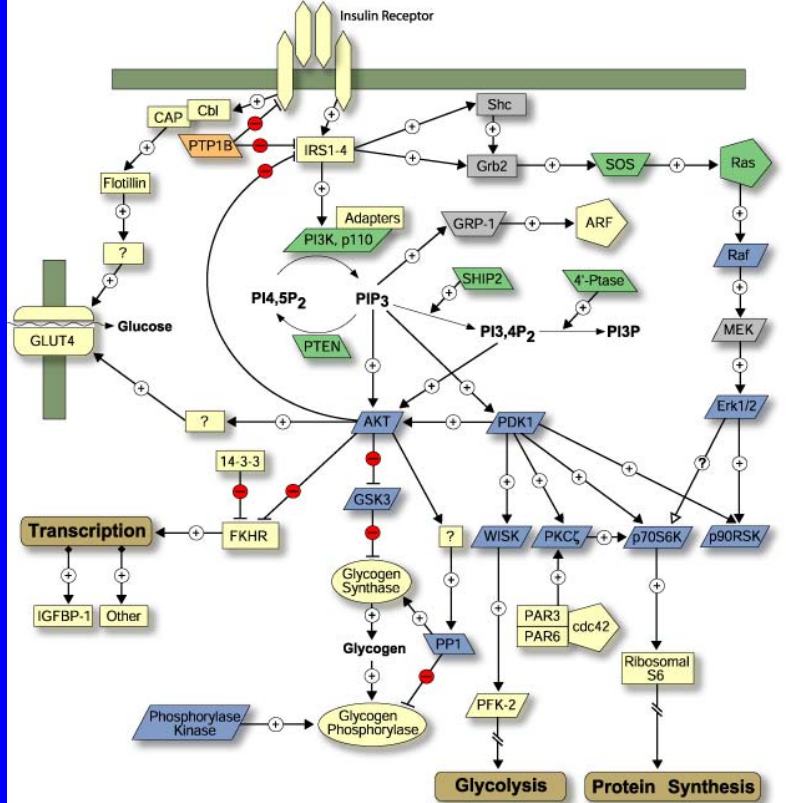 Insulin Receptor
Cbl
CAP
PTP1B
IRS1-4
Shc
Grb2
SOS
Ras
Flotillin
Adapters
PI3K, p110
GRP-1
ARF
?
SHIP2
4'-Ptase
Raf
PI4,5P2
PIP3
PI3,4P2
PI3P
GLUT4
Glucose
PTEN
MEK
Erk1/2
?
AKT
PDK1
14-3-3
?
GSK3
Transcription
FKHR
?
WISK
PKCζ
p70S6K
p90RSK
Glycogen
Synthase
IGFBP-1
Other
PAR3
PAR6
cdc42
Glycogen
PP1
Ribosomal
S6
Phosphorylase
Kinase
Glycogen
Phosphorylase
PFK-2
Glycolysis
Protein Synthesis